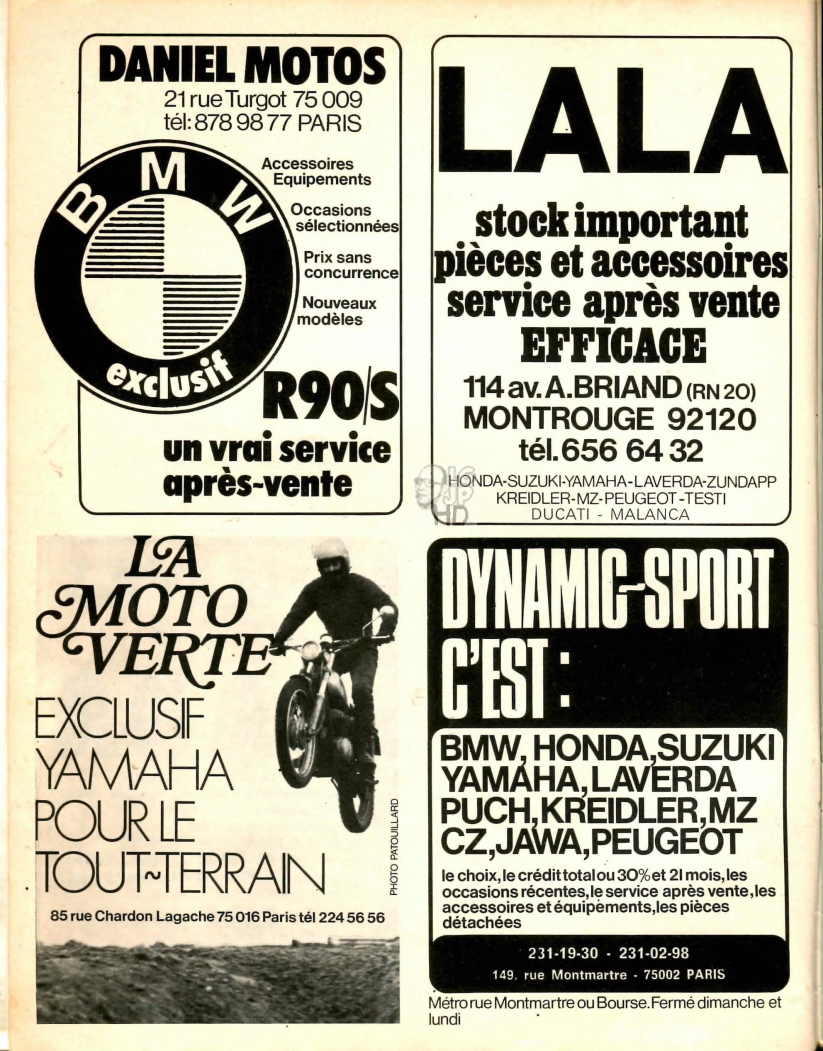 DANIEL MOTOS
21 rue Turgot 75 009
tél: 878 98 77 PARIS
BMW
exclusif
Accessoires
Equipements
Occasions
sélectionnées
Prix sans
concurrence
Nouveaux
modèles
R90/S
un vrai service
après-vente
LALA
stock important
pièces et accessoires
service après vente
EFFICACE
114 av. A. BRIAND (RN 20)
MONTROUGE 92120
tél. 656 64 32
HONDA-SUZUKI-YAMAHA-LAVERDA-ZUNDAPP
KREIDLER-MZ-PEUGEOT-TESTI
DUCATI - MALANCA
HD
LA
MOTO
VERTE
EXCLUSIF
YAMAHA
POUR LE
TOUT~TERRAIN
PHOTO PATOUILLARD
85 rue Chardon Lagache 75 016 Paris tél 224 56 56
DYNAMIC-SPORT
C'EST :
BMW, HONDA, SUZUKI
YAMAHA, LAVERDA
PUCH, KREIDLER, MZ
CZ, JAWA, PEUGEOT
le choix, le crédit total ou 30% et 21 mois, les
occasions récentes, le service après vente, les
accessoires et équipements, les pièces
détachées
231-19-30 - 231-02-98
149. rue Montmartre - 75002 PARIS
Métro rue Montmartre ou Bourse. Fermé dimanche et
lundi